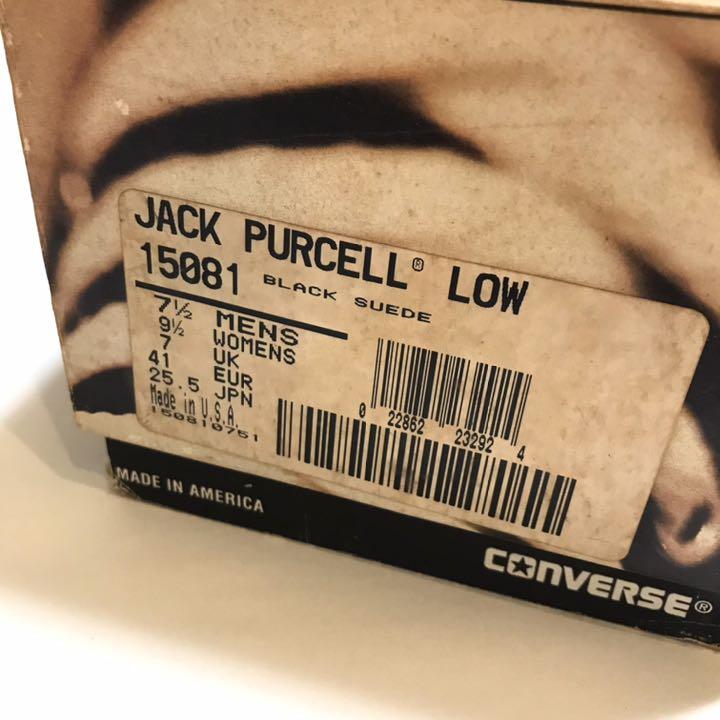 JACK PURCELL® LOW
15081 BLACK SUEDE
7½ MENS
9½ WOMENS
7 UK
41 EUR
25.5 JPN
Made in U.S.A.
150810751
0 22862 23292 4
MADE IN AMERICA
CONVERSE®